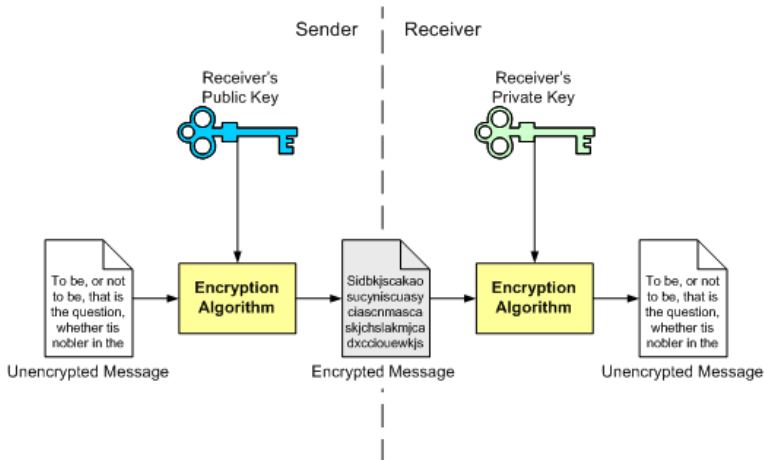 Sender
Receiver
Receiver's
Public Key
Receiver's
Private Key
To be, or not
to be, that is
the question,
whether tis
nobler in the
Unencrypted Message
Encryption
Algorithm
Sidbkjscakao
sucyniscuasy
ciascnmasca
skjchslakmjca
dxcciouewkjs
Encrypted Message
Encryption
Algorithm
To be, or not
to be, that is
the question,
whether tis
nobler in the
Unencrypted Message